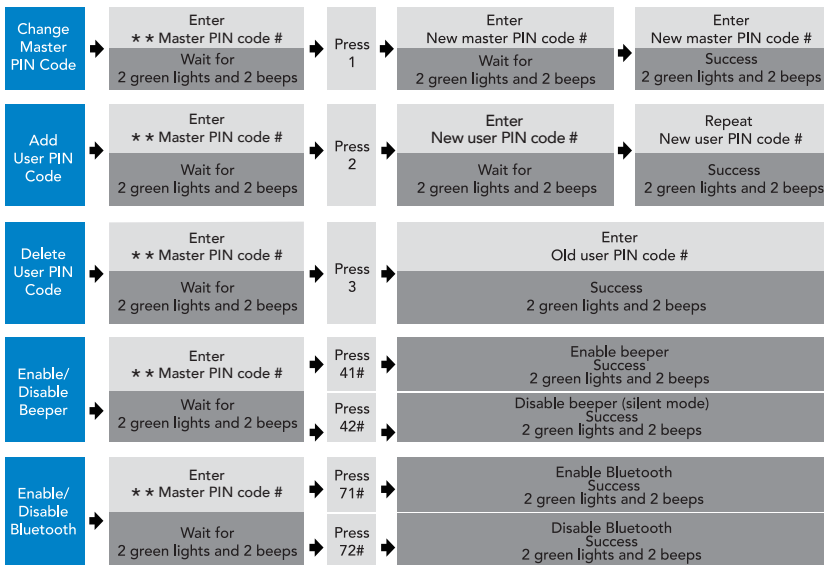 Change
Master
PIN Code
Enter
* * Master PIN code #
Wait for
2 green lights and 2 beeps
Press
1
Enter
New master PIN code #
Wait for
2 green lights and 2 beeps
Enter
New master PIN code #
Success
2 green lights and 2 beeps
Add
User PIN
Code
Enter
* * Master PIN code #
Wait for
2 green lights and 2 beeps
Press
2
Enter
New user PIN code #
Wait for
2 green lights and 2 beeps
Repeat
New user PIN code #
Success
2 green lights and 2 beeps
Delete
User PIN
Code
Enter
* * Master PIN code #
Wait for
2 green lights and 2 beeps
Press
3
Enter
Old user PIN code #
Success
2 green lights and 2 beeps
Enable/
Disable
Beeper
Enter
* * Master PIN code #
Wait for
2 green lights and 2 beeps
Press
41#
Enable beeper
Success
2 green lights and 2 beeps
Press
42#
Disable beeper (silent mode)
Success
2 green lights and 2 beeps
Enable/
Disable
Bluetooth
Enter
* * Master PIN code #
Wait for
2 green lights and 2 beeps
Press
71#
Enable Bluetooth
Success
2 green lights and 2 beeps
Press
72#
Disable Bluetooth
Success
2 green lights and 2 beeps